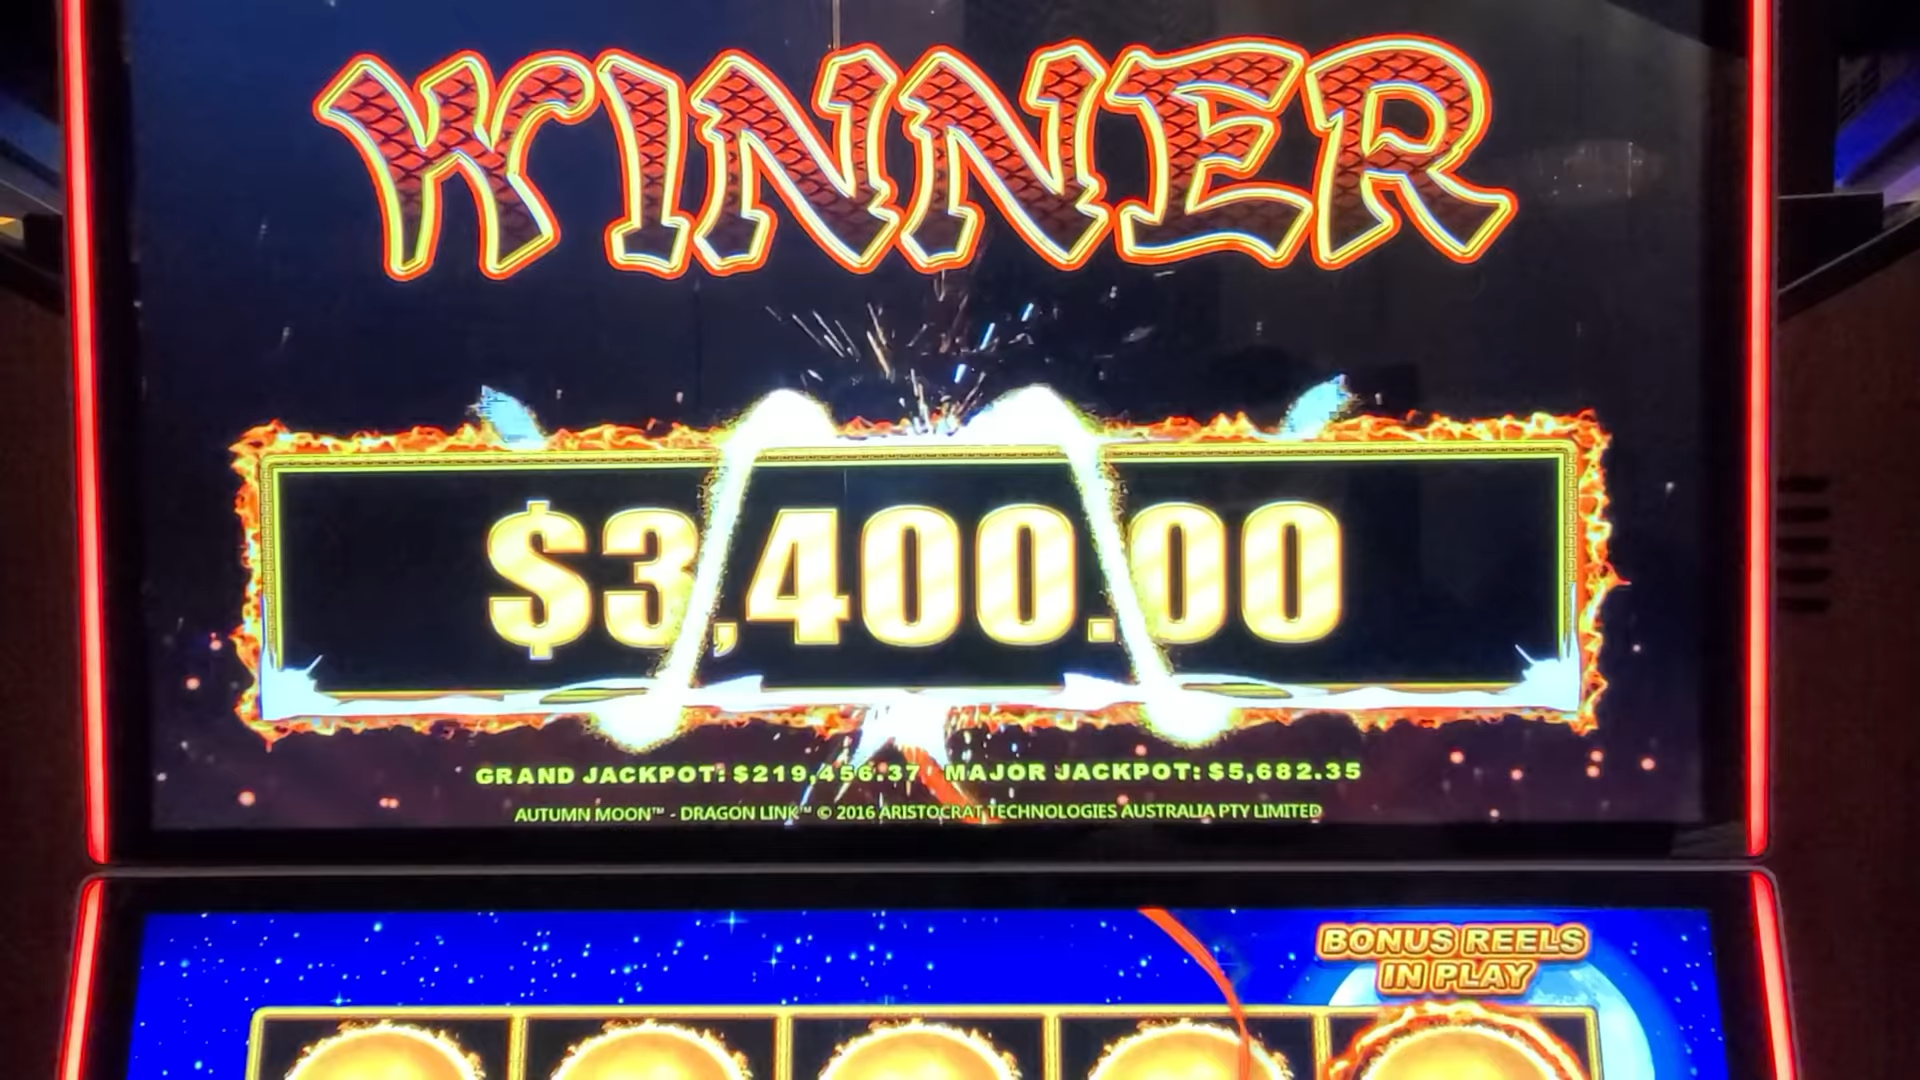 WINNER
$3,400.00
GRAND JACKPOT: $219,456.37 MAJOR JACKPOT: $5,682.35
AUTUMN MOON™ - DRAGON LINK™ © 2016 ARISTOCRAT TECHNOLOGIES AUSTRALIA PTY LIMITED
BONUS REELS
IN PLAY